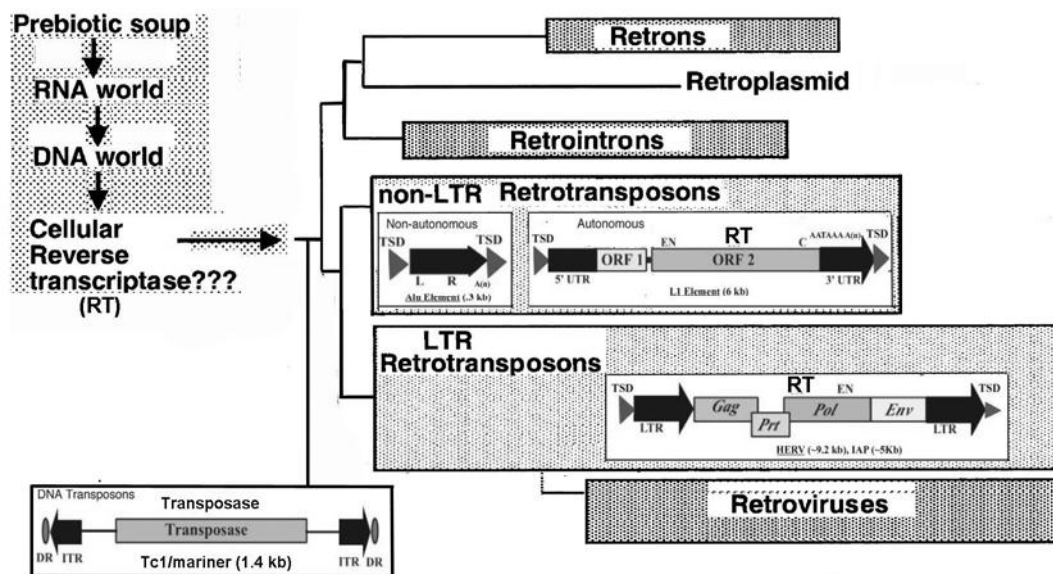 Prebiotic soup
RNA world
DNA world
Cellular
Reverse
transcriptase???
(RT)
Retrons
Retroplasmid
Retrointrons
non-LTR Retrotransposons
Non-autonomous
TSD TSD
L R A(n)
Alu Element (.3 kb)
Autonomous
TSD EN RT C AATAAA A(n) TSD
ORF 1 ORF 2
5' UTR 3' UTR
L1 Element (6 kb)
LTR
Retrotransposons
RT
TSD EN TSD
Gag Pol Env
Prt
LTR LTR
HERV (~9.2 kb), IAP (~5Kb)
Retroviruses
DNA Transposons
Transposase
Transposase
DR ITR ITR DR
Tc1/mariner (1.4 kb)